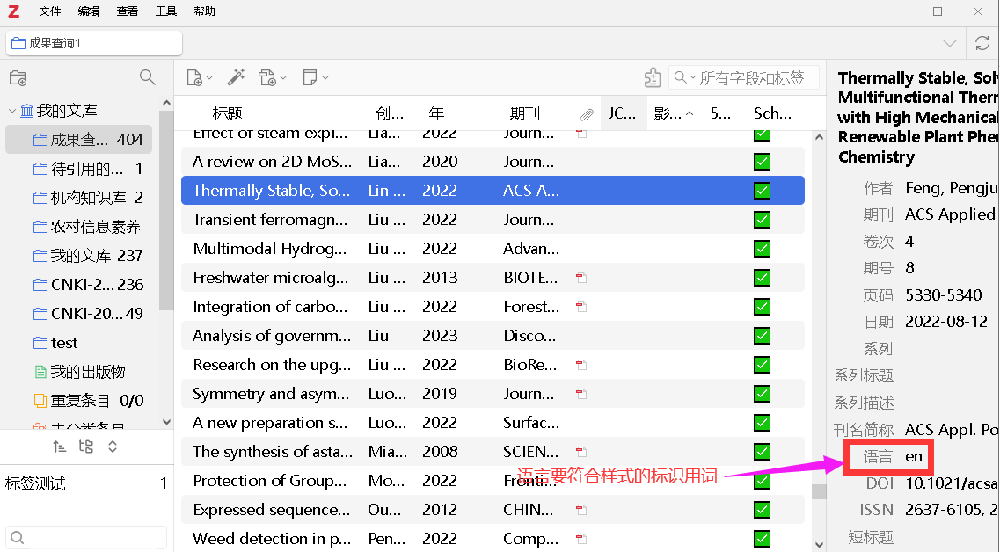 Z 文件 编辑 查看 工具 帮助
成果查询1
所有字段和标签
我的文库
成果查... 404
待引用的... 1
机构知识库 2
农村信息素养
我的文库 237
CNKI-2... 236
CNKI-20... 49
test
我的出版物
重复条目 0/0
未分类条目
标签测试 1
标题 创... 年 期刊 JC... 影... 5... Sch...
Effect of steam expl... Lia... 2022 Journ...
A review on 2D MoS... Lia... 2020 Journ...
Thermally Stable, So... Lin ... 2022 ACS A...
Transient ferromagn... Liu ... 2022 Journ...
Multimodal Hydrog... Liu ... 2022 Advan...
Freshwater microalg... Liu ... 2013 BIOTE...
Integration of carbo... Liu ... 2022 Forest...
Analysis of governm... Liu 2023 Disco...
Research on the upg... Liu ... 2022 BioRe...
Symmetry and asym... Luo... 2019 Journ...
A new preparation s... Luo... 2022 Surfac...
The synthesis of asta... Mia... 2008 SCIEN...
Protection of Group... Mo... 2022 Fronti...
语言要符合样式的标识用词
Expressed sequence... Ou... 2012 CHIN...
Weed detection in p... Pen... 2022 Comp...
Thermally Stable, Sol
Multifunctional Therm
with High Mechanical
Renewable Plant Phen
Chemistry
作者 Feng, Pengju
期刊 ACS Applied
卷次 4
期号 8
页码 5330-5340
日期 2022-08-12
系列
系列标题
系列描述
刊名简称 ACS Appl. Po
语言 en
DOI 10.1021/acsa
ISSN 2637-6105, 2
短标题